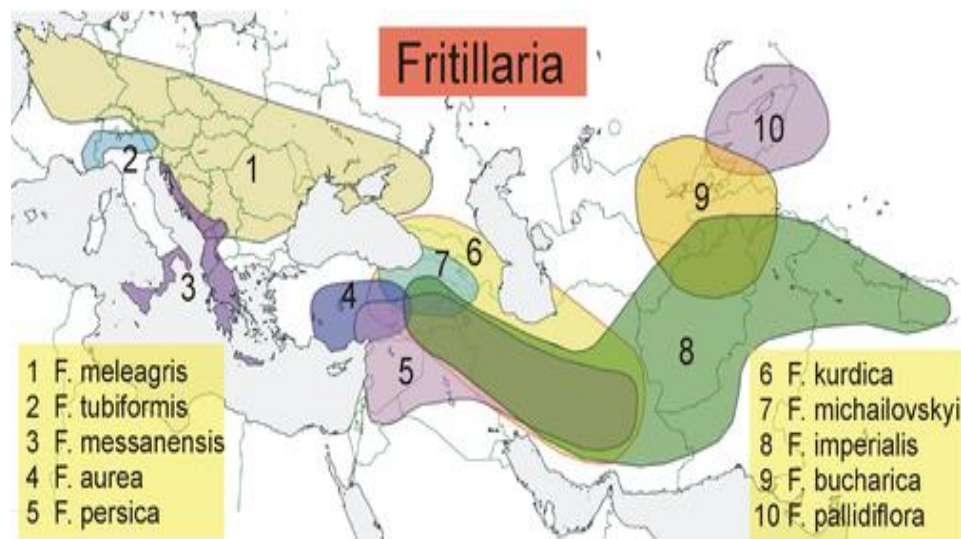 Fritillaria
1
2
3
4
5
6
7
8
9
10
1 F. meleagris
2 F. tubiformis
3 F. messanensis
4 F. aurea
5 F. persica
6 F. kurdica
7 F. michailovskyi
8 F. imperialis
9 F. bucharica
10 F. pallidiflora